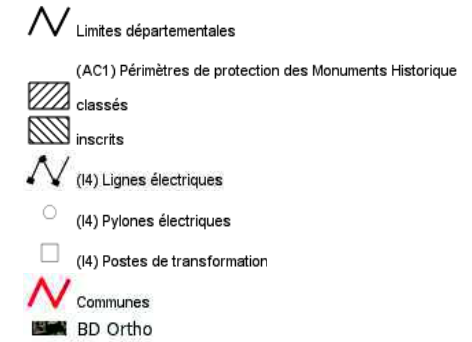 Limites départementales
(AC1) Périmètres de protection des Monuments Historique
classés
inscrits
(I4) Lignes électriques
(I4) Pylones électriques
(I4) Postes de transformation
Communes
BD Ortho